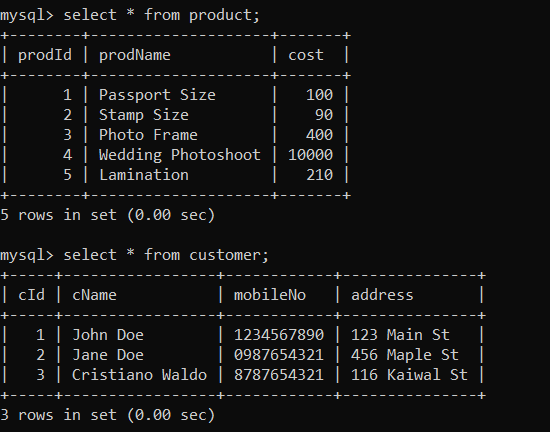 mysql> select * from product;
+--------+-------------------+-------+
| prodId | prodName          | cost  |
+--------+-------------------+-------+
|      1 | Passport Size     |   100 |
|      2 | Stamp Size        |    90 |
|      3 | Photo Frame       |   400 |
|      4 | Wedding Photoshoot | 10000 |
|      5 | Lamination        |   210 |
+--------+-------------------+-------+
5 rows in set (0.00 sec)
mysql> select * from customer;
+-----+-----------------+------------+---------------+
| cId | cName           | mobileNo   | address       |
+-----+-----------------+------------+---------------+
|   1 | John Doe        | 1234567890 | 123 Main St   |
|   2 | Jane Doe        | 0987654321 | 456 Maple St  |
|   3 | Cristiano Waldo | 8787654321 | 116 Kaiwal St |
+-----+-----------------+------------+---------------+
3 rows in set (0.00 sec)